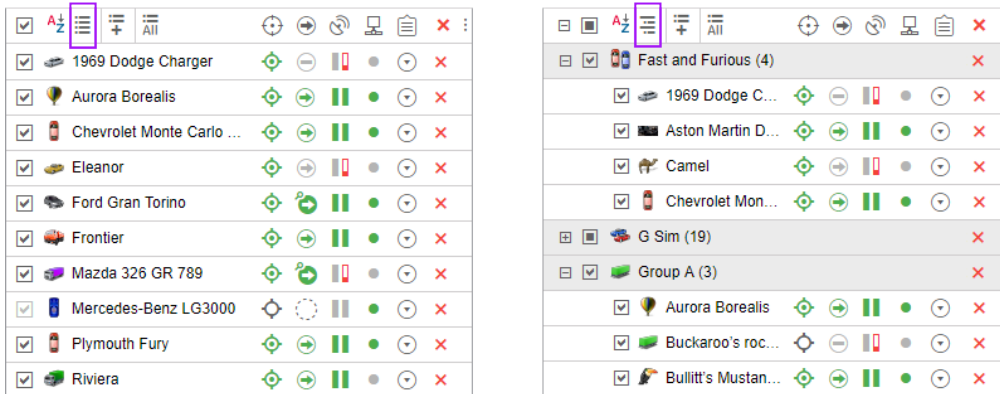 AZ
All
1969 Dodge Charger
Aurora Borealis
Chevrolet Monte Carlo ...
Eleanor
Ford Gran Torino
Frontier
Mazda 326 GR 789
Mercedes-Benz LG3000
Plymouth Fury
Riviera
AZ
All
Fast and Furious (4)
1969 Dodge C...
Aston Martin D...
Camel
Chevrolet Mon...
G Sim (19)
Group A (3)
Aurora Borealis
Buckaroo's roc...
Bullitt's Mustan...